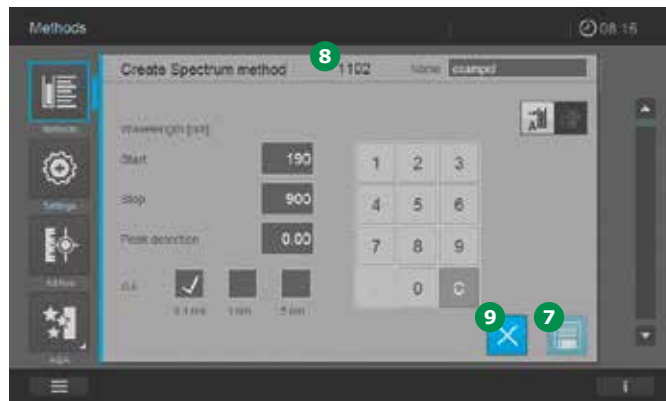 Methods 08:16
8
Create Spectrum method 1102 Name
Methods
Wavelength [nm]
Start 190
1 2 3
Settings
Stop 900
4 5 6
Peak detection 0.00
7 8 9
Δλ
0 C
0.1 nm 1 nm 5 nm
9 7
i